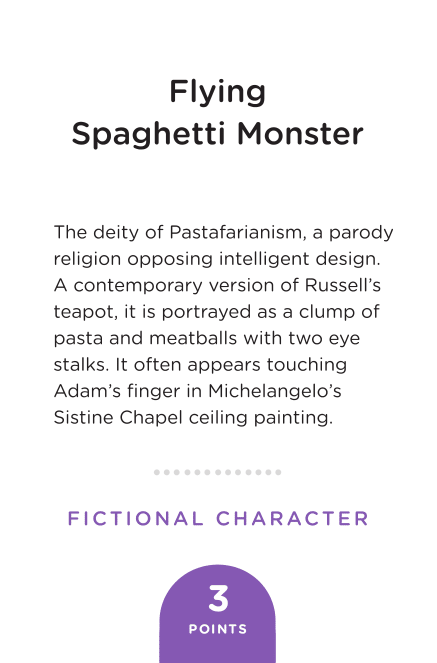 Flying
Spaghetti Monster
The deity of Pastafarianism, a parody
religion opposing intelligent design.
A contemporary version of Russell’s
teapot, it is portrayed as a clump of
pasta and meatballs with two eye
stalks. It often appears touching
Adam’s finger in Michelangelo’s
Sistine Chapel ceiling painting.
FICTIONAL CHARACTER
3
POINTS